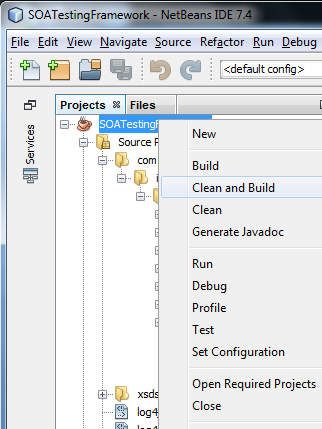 SOATestingFramework - NetBeans IDE 7.4
File Edit View Navigate Source Refactor Run Debug
<default config>
Projects Files
Services
SOATestingF
New
Source P
com
Build
Clean and Build
Clean
Generate Javadoc
Run
Debug
Profile
Test
Set Configuration
Open Required Projects
xsds
Close
log4j